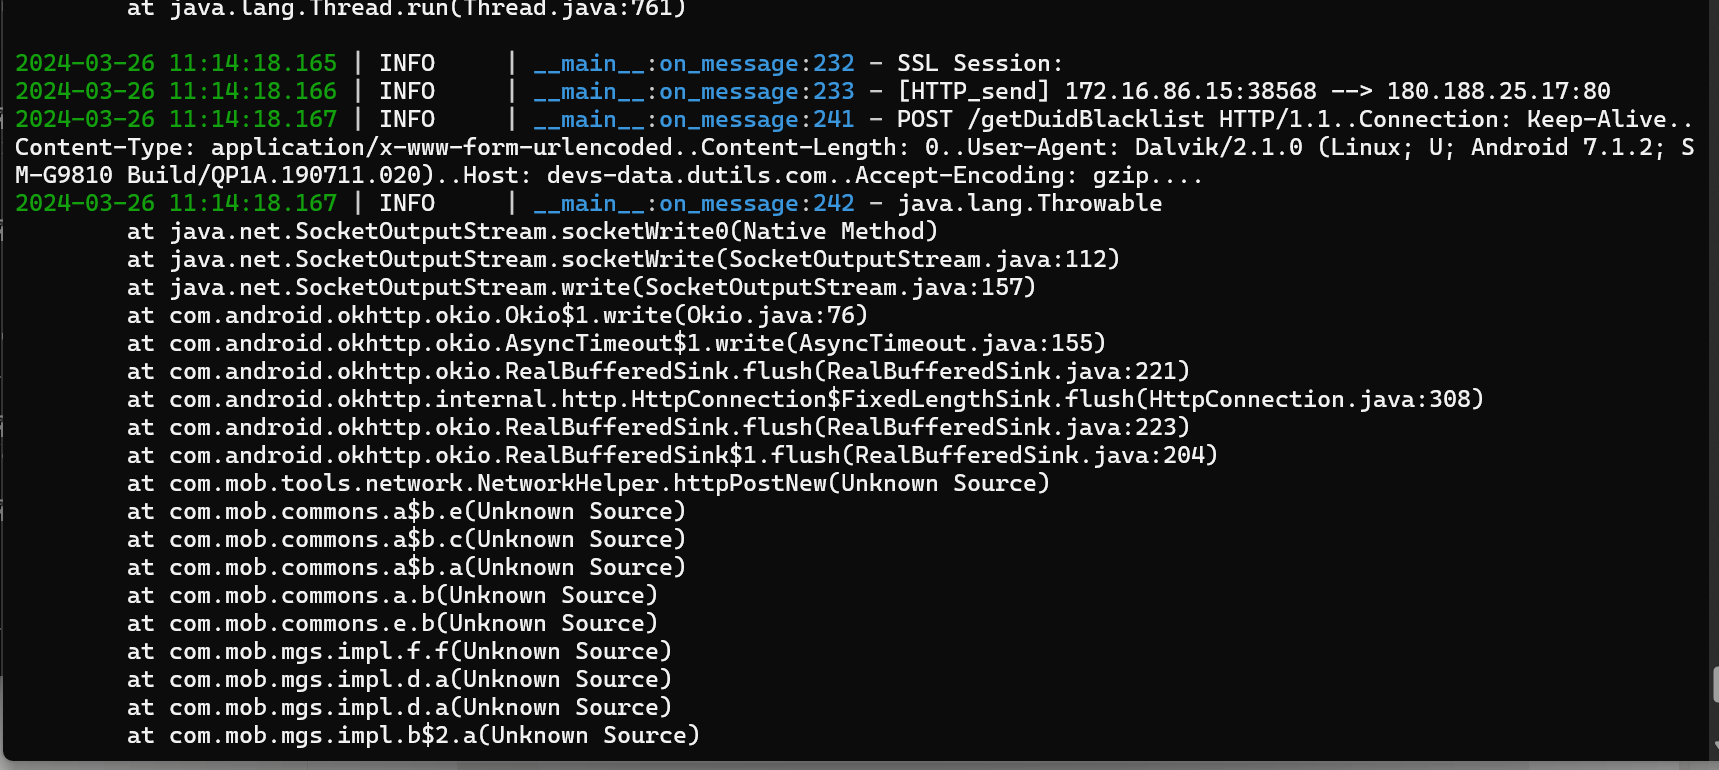 at java.lang.Thread.run(Thread.java:761)
2024-03-26 11:14:18.165 | INFO     | __main__:on_message:232 - SSL Session:
2024-03-26 11:14:18.166 | INFO     | __main__:on_message:233 - [HTTP_send] 172.16.86.15:38568 --> 180.188.25.17:80
2024-03-26 11:14:18.167 | INFO     | __main__:on_message:241 - POST /getDuidBlacklist HTTP/1.1..Connection: Keep-Alive..
Content-Type: application/x-www-form-urlencoded..Content-Length: 0..User-Agent: Dalvik/2.1.0 (Linux; U; Android 7.1.2; S
M-G9810 Build/QP1A.190711.020)..Host: devs-data.dutils.com..Accept-Encoding: gzip....
2024-03-26 11:14:18.167 | INFO     | __main__:on_message:242 - java.lang.Throwable
at java.net.SocketOutputStream.socketWrite0(Native Method)
at java.net.SocketOutputStream.socketWrite(SocketOutputStream.java:112)
at java.net.SocketOutputStream.write(SocketOutputStream.java:157)
at com.android.okhttp.okio.Okio$1.write(Okio.java:76)
at com.android.okhttp.okio.AsyncTimeout$1.write(AsyncTimeout.java:155)
at com.android.okhttp.okio.RealBufferedSink.flush(RealBufferedSink.java:221)
at com.android.okhttp.internal.http.HttpConnection$FixedLengthSink.flush(HttpConnection.java:308)
at com.android.okhttp.okio.RealBufferedSink.flush(RealBufferedSink.java:223)
at com.android.okhttp.okio.RealBufferedSink$1.flush(RealBufferedSink.java:204)
at com.mob.tools.network.NetworkHelper.httpPostNew(Unknown Source)
at com.mob.commons.a$b.e(Unknown Source)
at com.mob.commons.a$b.c(Unknown Source)
at com.mob.commons.a$b.a(Unknown Source)
at com.mob.commons.a.b(Unknown Source)
at com.mob.commons.e.b(Unknown Source)
at com.mob.mgs.impl.f.f(Unknown Source)
at com.mob.mgs.impl.d.a(Unknown Source)
at com.mob.mgs.impl.d.a(Unknown Source)
at com.mob.mgs.impl.b$2.a(Unknown Source)